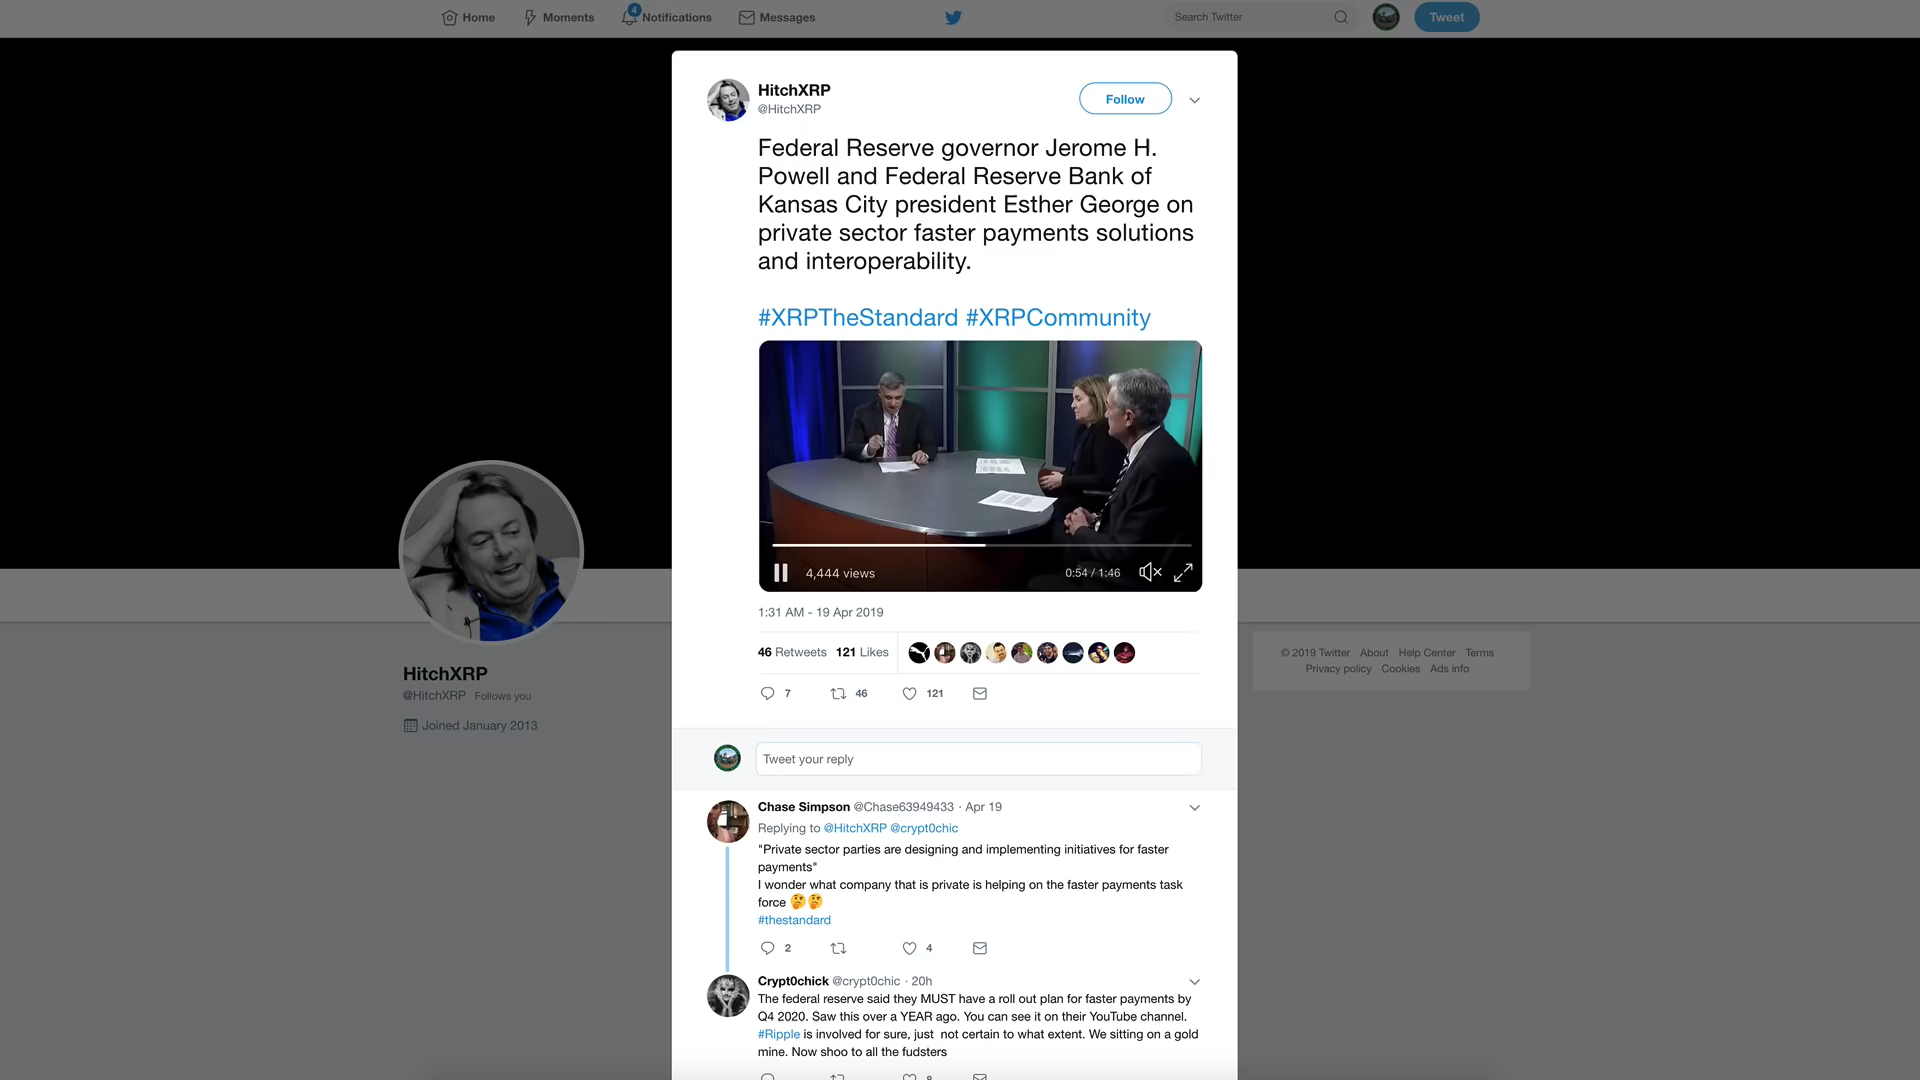 Home
Moments
4
Notifications
Messages
Search Twitter
Tweet
HitchXRP
@HitchXRP
Follow
Federal Reserve governor Jerome H.
Powell and Federal Reserve Bank of
Kansas City president Esther George on
private sector faster payments solutions
and interoperability.
#XRPTheStandard #XRPCommunity
4,444 views
0:54 / 1:46
1:31 AM - 19 Apr 2019
46 Retweets 121 Likes
7
46
121
HitchXRP
@HitchXRP Follows you
Joined January 2013
© 2019 Twitter About Help Center Terms
Privacy policy Cookies Ads info
Tweet your reply
Chase Simpson @Chase63949433 · Apr 19
Replying to @HitchXRP @crypt0chic
"Private sector parties are designing and implementing initiatives for faster
payments"
I wonder what company that is private is helping on the faster payments task
force 🤔🤔
#thestandard
2
4
Crypt0chick @crypt0chic · 20h
The federal reserve said they MUST have a roll out plan for faster payments by
Q4 2020. Saw this over a YEAR ago. You can see it on their YouTube channel.
#Ripple is involved for sure, just not certain to what extent. We sitting on a gold
mine. Now shoo to all the fudsters